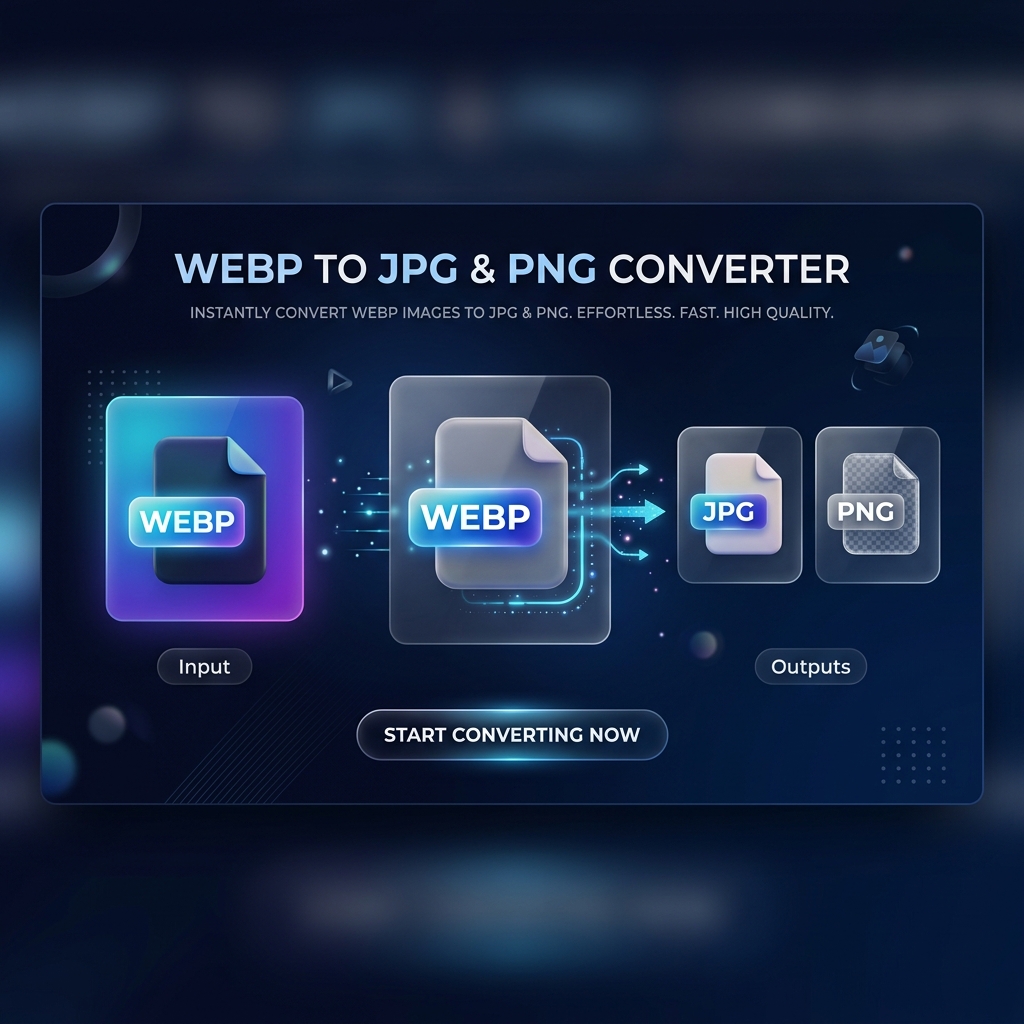 WEBP TO JPG & PNG CONVERTER
INSTANTLY CONVERT WEBP IMAGES TO JPG & PNG. EFFORTLESS. FAST. HIGH QUALITY.
WEBP
WEBP
JPG
PNG
Input
Outputs
START CONVERTING NOW